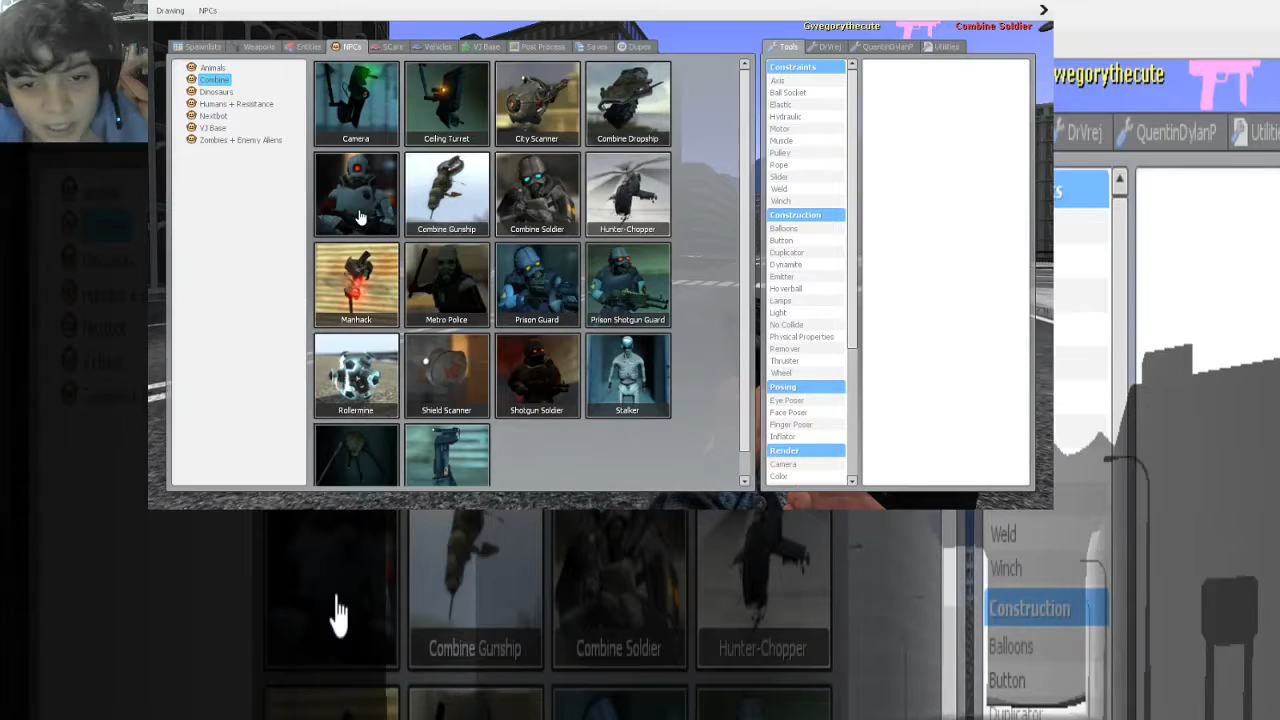 Drawing NPCs
Gwegorythecute Combine Soldier
Spawnlists Weapons Entities NPCs SCars Vehicles VJ Base Post Process Saves Dupes
Tools DrVrej QuentinDylanP Utilities
Animals
Combine
Dinosaurs
Humans + Resistance
Nextbot
VJ Base
Zombies + Enemy Aliens
Camera Ceiling Turret City Scanner Combine Dropship
Combine Gunship Combine Soldier Hunter-Chopper
Manhack Metro Police Prison Guard Prison Shotgun Guard
Rollermine Shield Scanner Shotgun Soldier Stalker
Constraints
Axis
Ball Socket
Elastic
Hydraulic
Motor
Muscle
Pulley
Rope
Slider
Weld
Winch
Construction
Balloons
Button
Duplicator
Dynamite
Emitter
Hoverball
Lamps
Light
No Collide
Physical Properties
Remover
Thruster
Wheel
Posing
Eye Poser
Face Poser
Finger Poser
Inflator
Render
Camera
Color
wegorythecute
DrVrej QuentinDylanP Utilitie
Weld
Winch
Construction
Balloons
Button
Duplicator
Combine Gunship Combine Soldier Hunter-Chopper